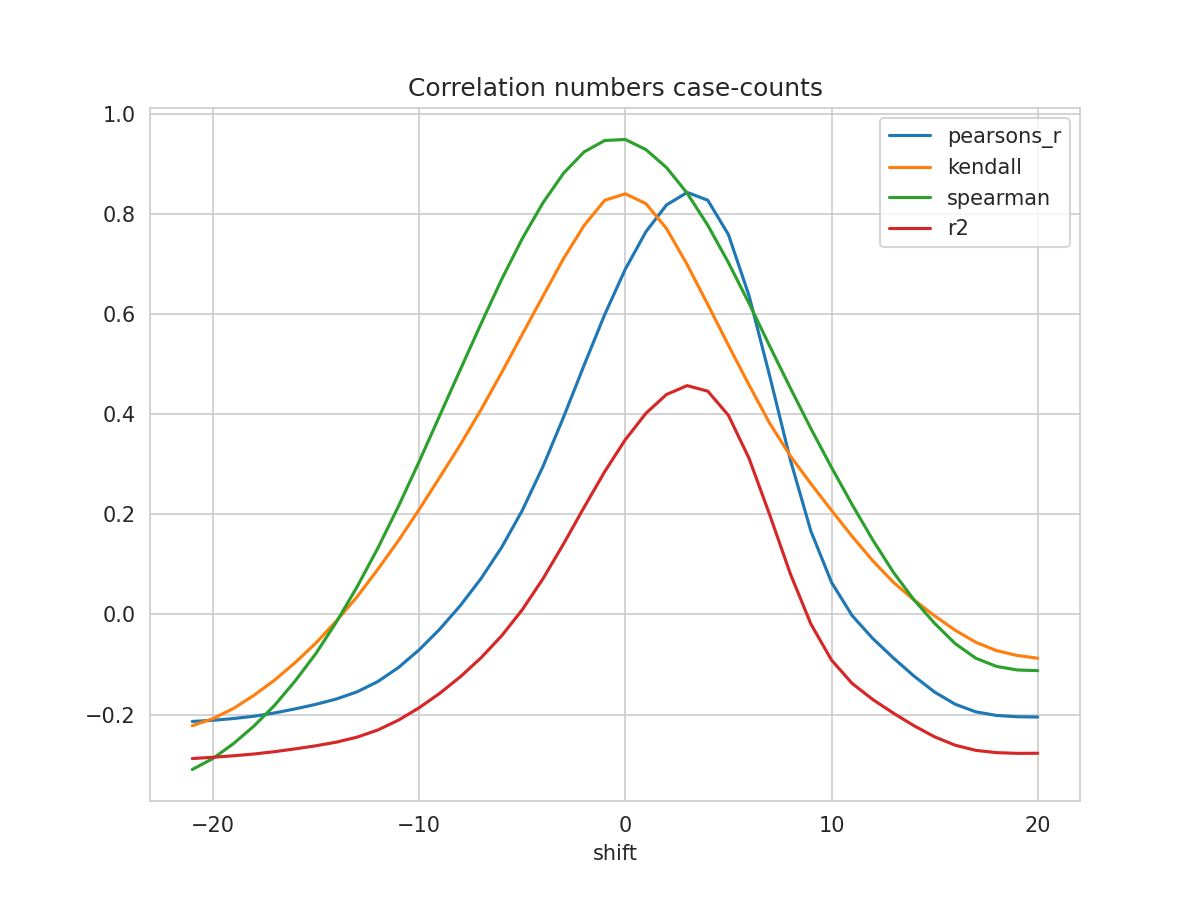 Correlation numbers case-counts
pearsons_r
kendall
spearman
r2
1.0
0.8
0.6
0.4
0.2
0.0
−0.2
−20 −10 0 10 20
shift